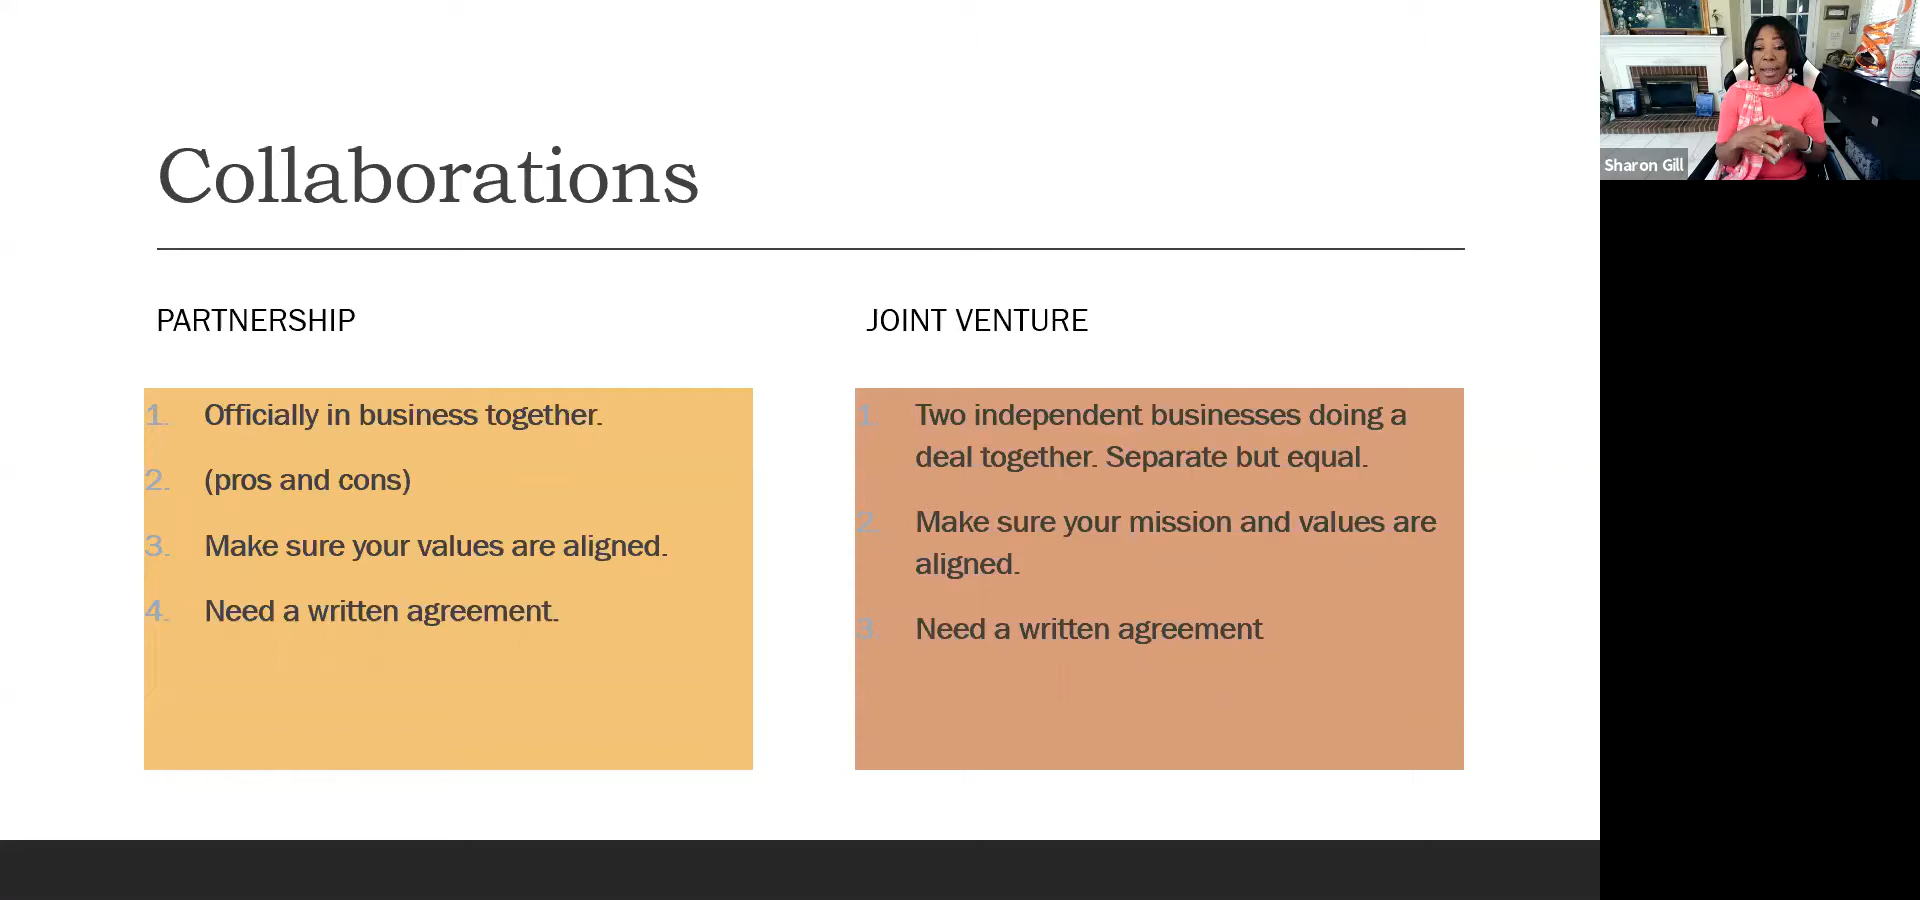 Collaborations
PARTNERSHIP
1. Officially in business together.
2. (pros and cons)
3. Make sure your values are aligned.
4. Need a written agreement.
JOINT VENTURE
1. Two independent businesses doing a
deal together. Separate but equal.
2. Make sure your mission and values are
aligned.
3. Need a written agreement
Sharon Gill